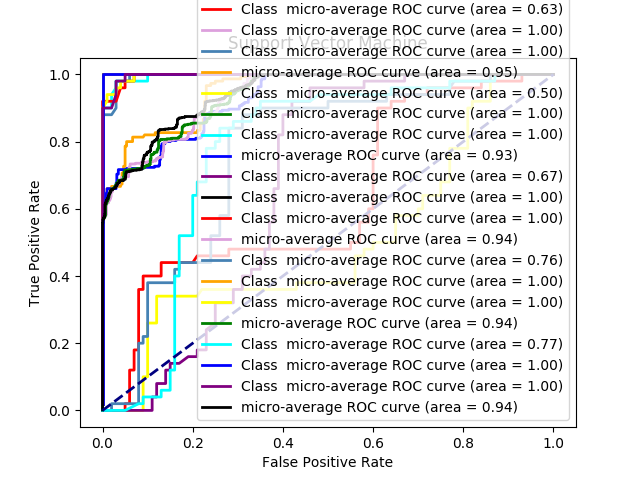 Class  micro-average ROC curve (area = 0.63)
Class  micro-average ROC curve (area = 1.00)
Support Vector Machine
Class  micro-average ROC curve (area = 1.00)
micro-average ROC curve (area = 0.95)
Class  micro-average ROC curve (area = 0.50)
Class  micro-average ROC curve (area = 1.00)
Class  micro-average ROC curve (area = 1.00)
micro-average ROC curve (area = 0.93)
Class  micro-average ROC curve (area = 0.67)
Class  micro-average ROC curve (area = 1.00)
Class  micro-average ROC curve (area = 1.00)
micro-average ROC curve (area = 0.94)
Class  micro-average ROC curve (area = 0.76)
Class  micro-average ROC curve (area = 1.00)
Class  micro-average ROC curve (area = 1.00)
micro-average ROC curve (area = 0.94)
Class  micro-average ROC curve (area = 0.77)
Class  micro-average ROC curve (area = 1.00)
Class  micro-average ROC curve (area = 1.00)
micro-average ROC curve (area = 0.94)
True Positive Rate
1.0
0.8
0.6
0.4
0.2
0.0
0.0 0.2 0.4 0.6 0.8 1.0
False Positive Rate